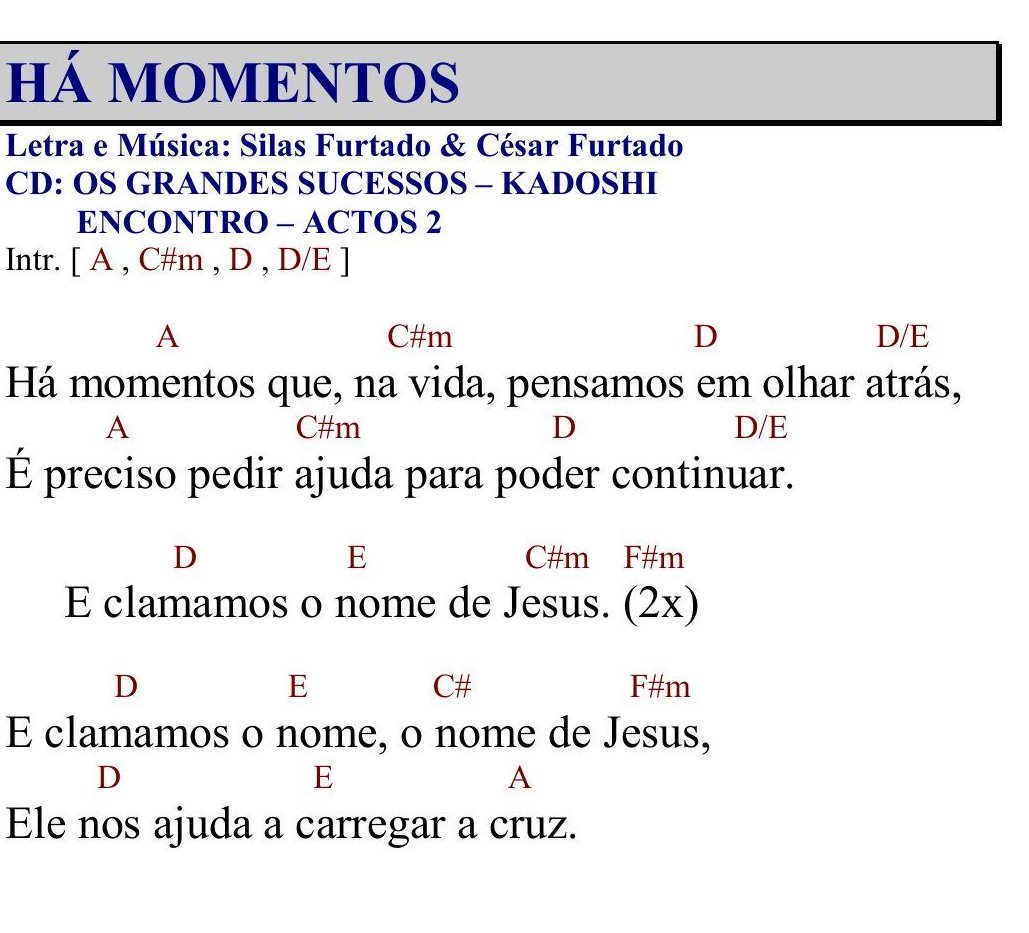 HÁ MOMENTOS
Letra e Música: Silas Furtado & César Furtado
CD: OS GRANDES SUCESSOS – KADOSHI
ENCONTRO – ACTOS 2
Intr. [ A , C#m , D , D/E ]
A C#m D D/E
Há momentos que, na vida, pensamos em olhar atrás,
A C#m D D/E
É preciso pedir ajuda para poder continuar.
D E C#m F#m
E clamamos o nome de Jesus. (2x)
D E C# F#m
E clamamos o nome, o nome de Jesus,
D E A
Ele nos ajuda a carregar a cruz.